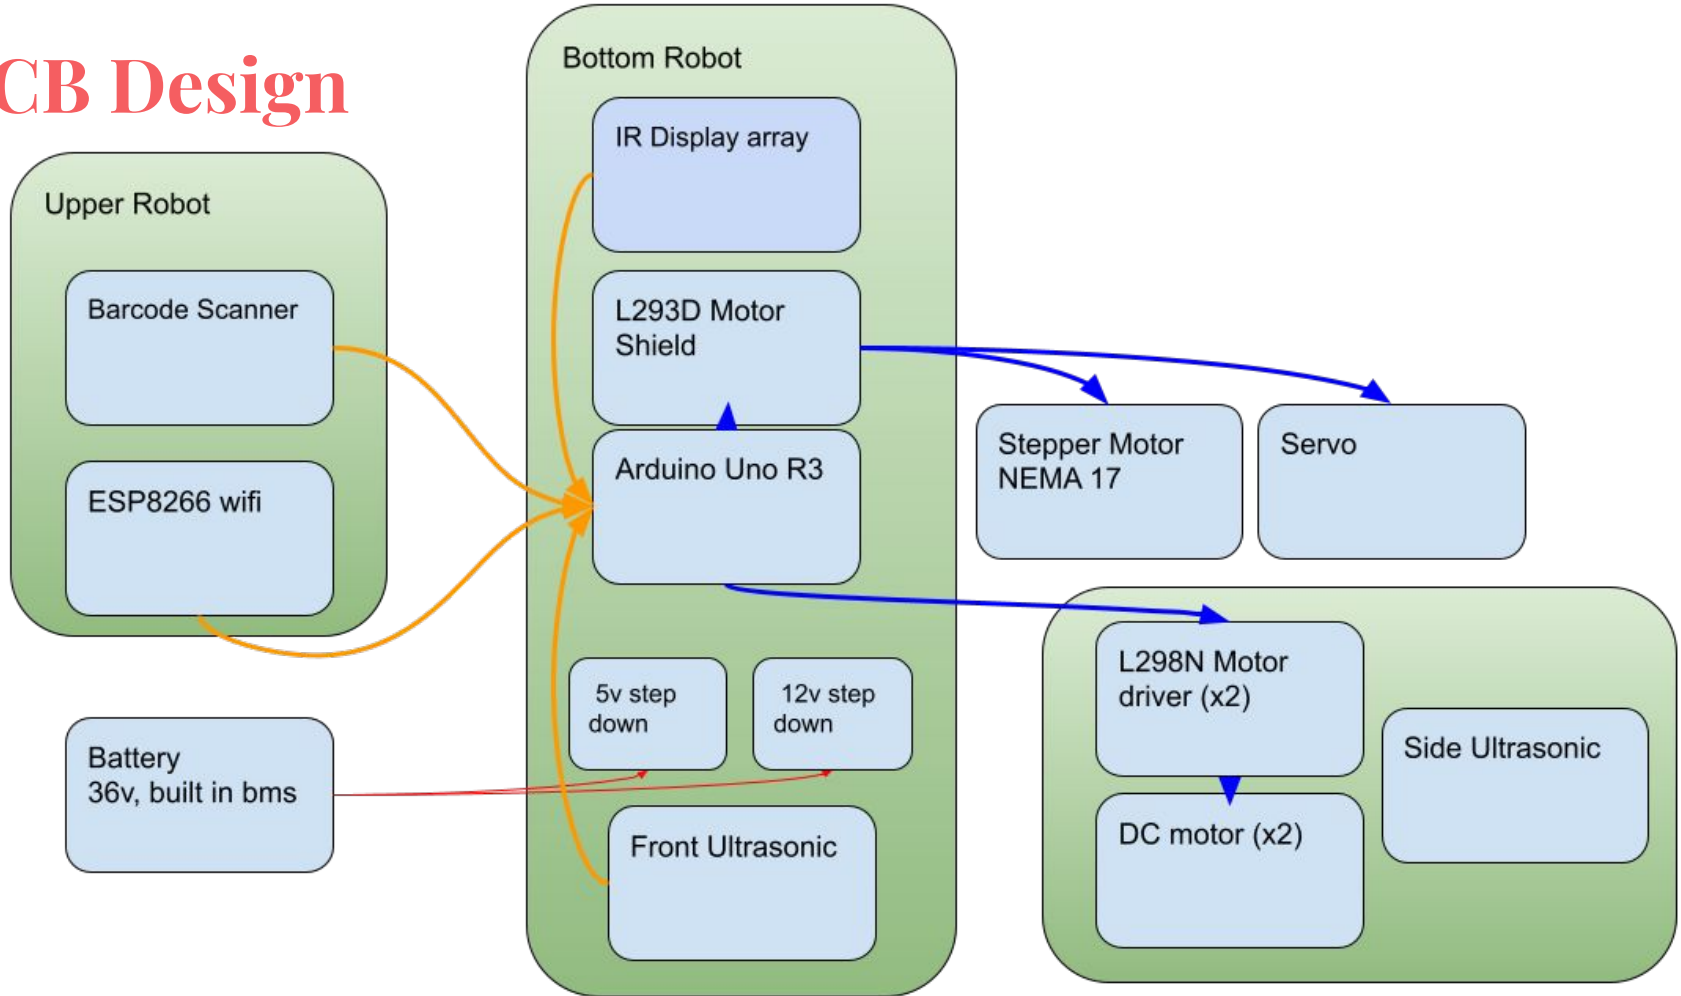 CB Design
Upper Robot
Barcode Scanner
ESP8266 wifi
Battery
36v, built in bms
Bottom Robot
IR Display array
L293D Motor
Shield
Arduino Uno R3
5v step
down
12v step
down
Front Ultrasonic
Stepper Motor
NEMA 17
Servo
L298N Motor
driver (x2)
DC motor (x2)
Side Ultrasonic